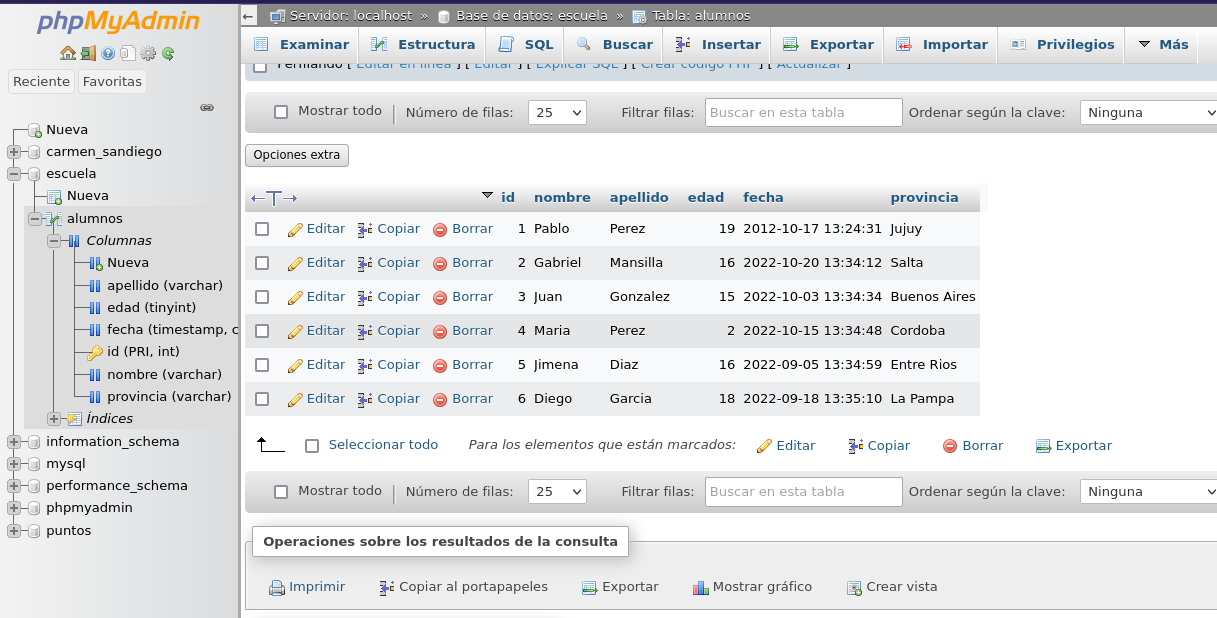 phpMyAdmin
Reciente Favoritas
Nueva
carmen_sandiego
escuela
Nueva
alumnos
Columnas
Nueva
apellido (varchar)
edad (tinyint)
fecha (timestamp, c
id (PRI, int)
nombre (varchar)
provincia (varchar)
Índices
information_schema
mysql
performance_schema
phpmyadmin
puntos
← Servidor: localhost » Base de datos: escuela » Tabla: alumnos
Examinar Estructura SQL Buscar Insertar Exportar Importar Privilegios Más
Perfilando [ Editar en línea ] [ Editar ] [ Explicar SQL ] [ Crear código PHP ] [ Actualizar ]
Mostrar todo | Número de filas: 25 Filtrar filas: Buscar en esta tabla Ordenar según la clave: Ninguna
Opciones extra
←T→ id nombre apellido edad fecha provincia
Editar Copiar Borrar 1 Pablo Perez 19 2012-10-17 13:24:31 Jujuy
Editar Copiar Borrar 2 Gabriel Mansilla 16 2022-10-20 13:34:12 Salta
Editar Copiar Borrar 3 Juan Gonzalez 15 2022-10-03 13:34:34 Buenos Aires
Editar Copiar Borrar 4 Maria Perez 2 2022-10-15 13:34:48 Cordoba
Editar Copiar Borrar 5 Jimena Diaz 16 2022-09-05 13:34:59 Entre Rios
Editar Copiar Borrar 6 Diego Garcia 18 2022-09-18 13:35:10 La Pampa
Seleccionar todo Para los elementos que están marcados: Editar Copiar Borrar Exportar
Mostrar todo | Número de filas: 25 Filtrar filas: Buscar en esta tabla Ordenar según la clave: Ninguna
Operaciones sobre los resultados de la consulta
Imprimir Copiar al portapapeles Exportar Mostrar gráfico Crear vista